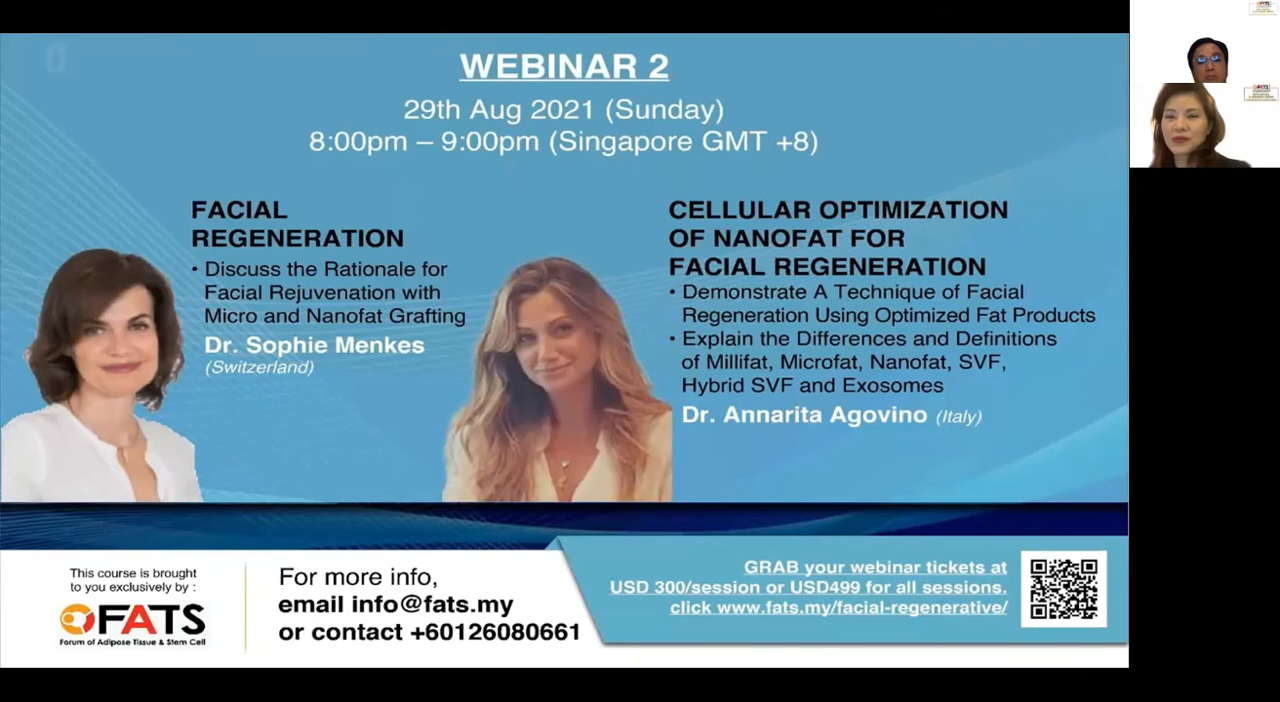 WEBINAR 2
29th Aug 2021 (Sunday)
8:00pm – 9:00pm (Singapore GMT +8)
FACIAL
REGENERATION
• Discuss the Rationale for
Facial Rejuvenation with
Micro and Nanofat Grafting
Dr. Sophie Menkes
(Switzerland)
CELLULAR OPTIMIZATION
OF NANOFAT FOR
FACIAL REGENERATION
• Demonstrate A Technique of Facial
Regeneration Using Optimized Fat Products
• Explain the Differences and Definitions
of Millifat, Microfat, Nanofat, SVF,
Hybrid SVF and Exosomes
Dr. Annarita Agovino (Italy)
This course is brought
to you exclusively by :
FATS
Forum of Adipose Tissue & Stem Cell
For more info,
email info@fats.my
or contact +60126080661
GRAB your webinar tickets at
USD 300/session or USD499 for all sessions.
click www.fats.my/facial-regenerative/